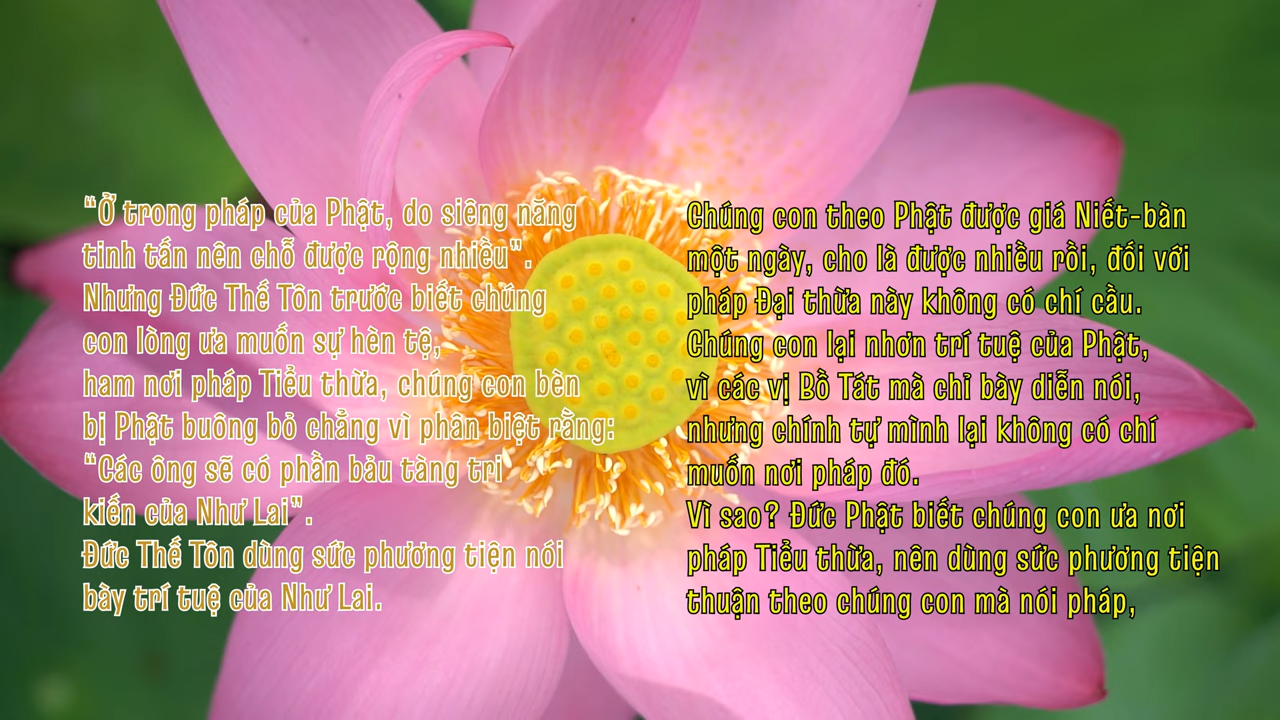 “Ở trong pháp của Phật, do siêng năng
tinh tấn nên chỗ được rộng nhiều”.
Nhưng Đức Thế Tôn trước biết chúng
con lòng ưa muốn sự hèn tệ,
ham nơi pháp Tiểu thừa, chúng con bèn
bị Phật buông bỏ chẳng vì phân biệt rằng:
“Các ông sẽ có phần bảu tàng tri
kiến của Như Lai”.
Đức Thế Tôn dùng sức phương tiện nói
bày trí tuệ của Như Lai.
Chúng con theo Phật được giá Niết-bàn
một ngày, cho là được nhiều rồi, đối với
pháp Đại thừa này không có chí cầu.
Chúng con lại nhơn trí tuệ của Phật,
vì các vị Bồ Tát mà chỉ bày diễn nói,
nhưng chính tự mình lại không có chí
muốn nơi pháp đó.
Vì sao? Đức Phật biết chúng con ưa nơi
pháp Tiểu thừa, nên dùng sức phương tiện
thuận theo chúng con mà nói pháp,